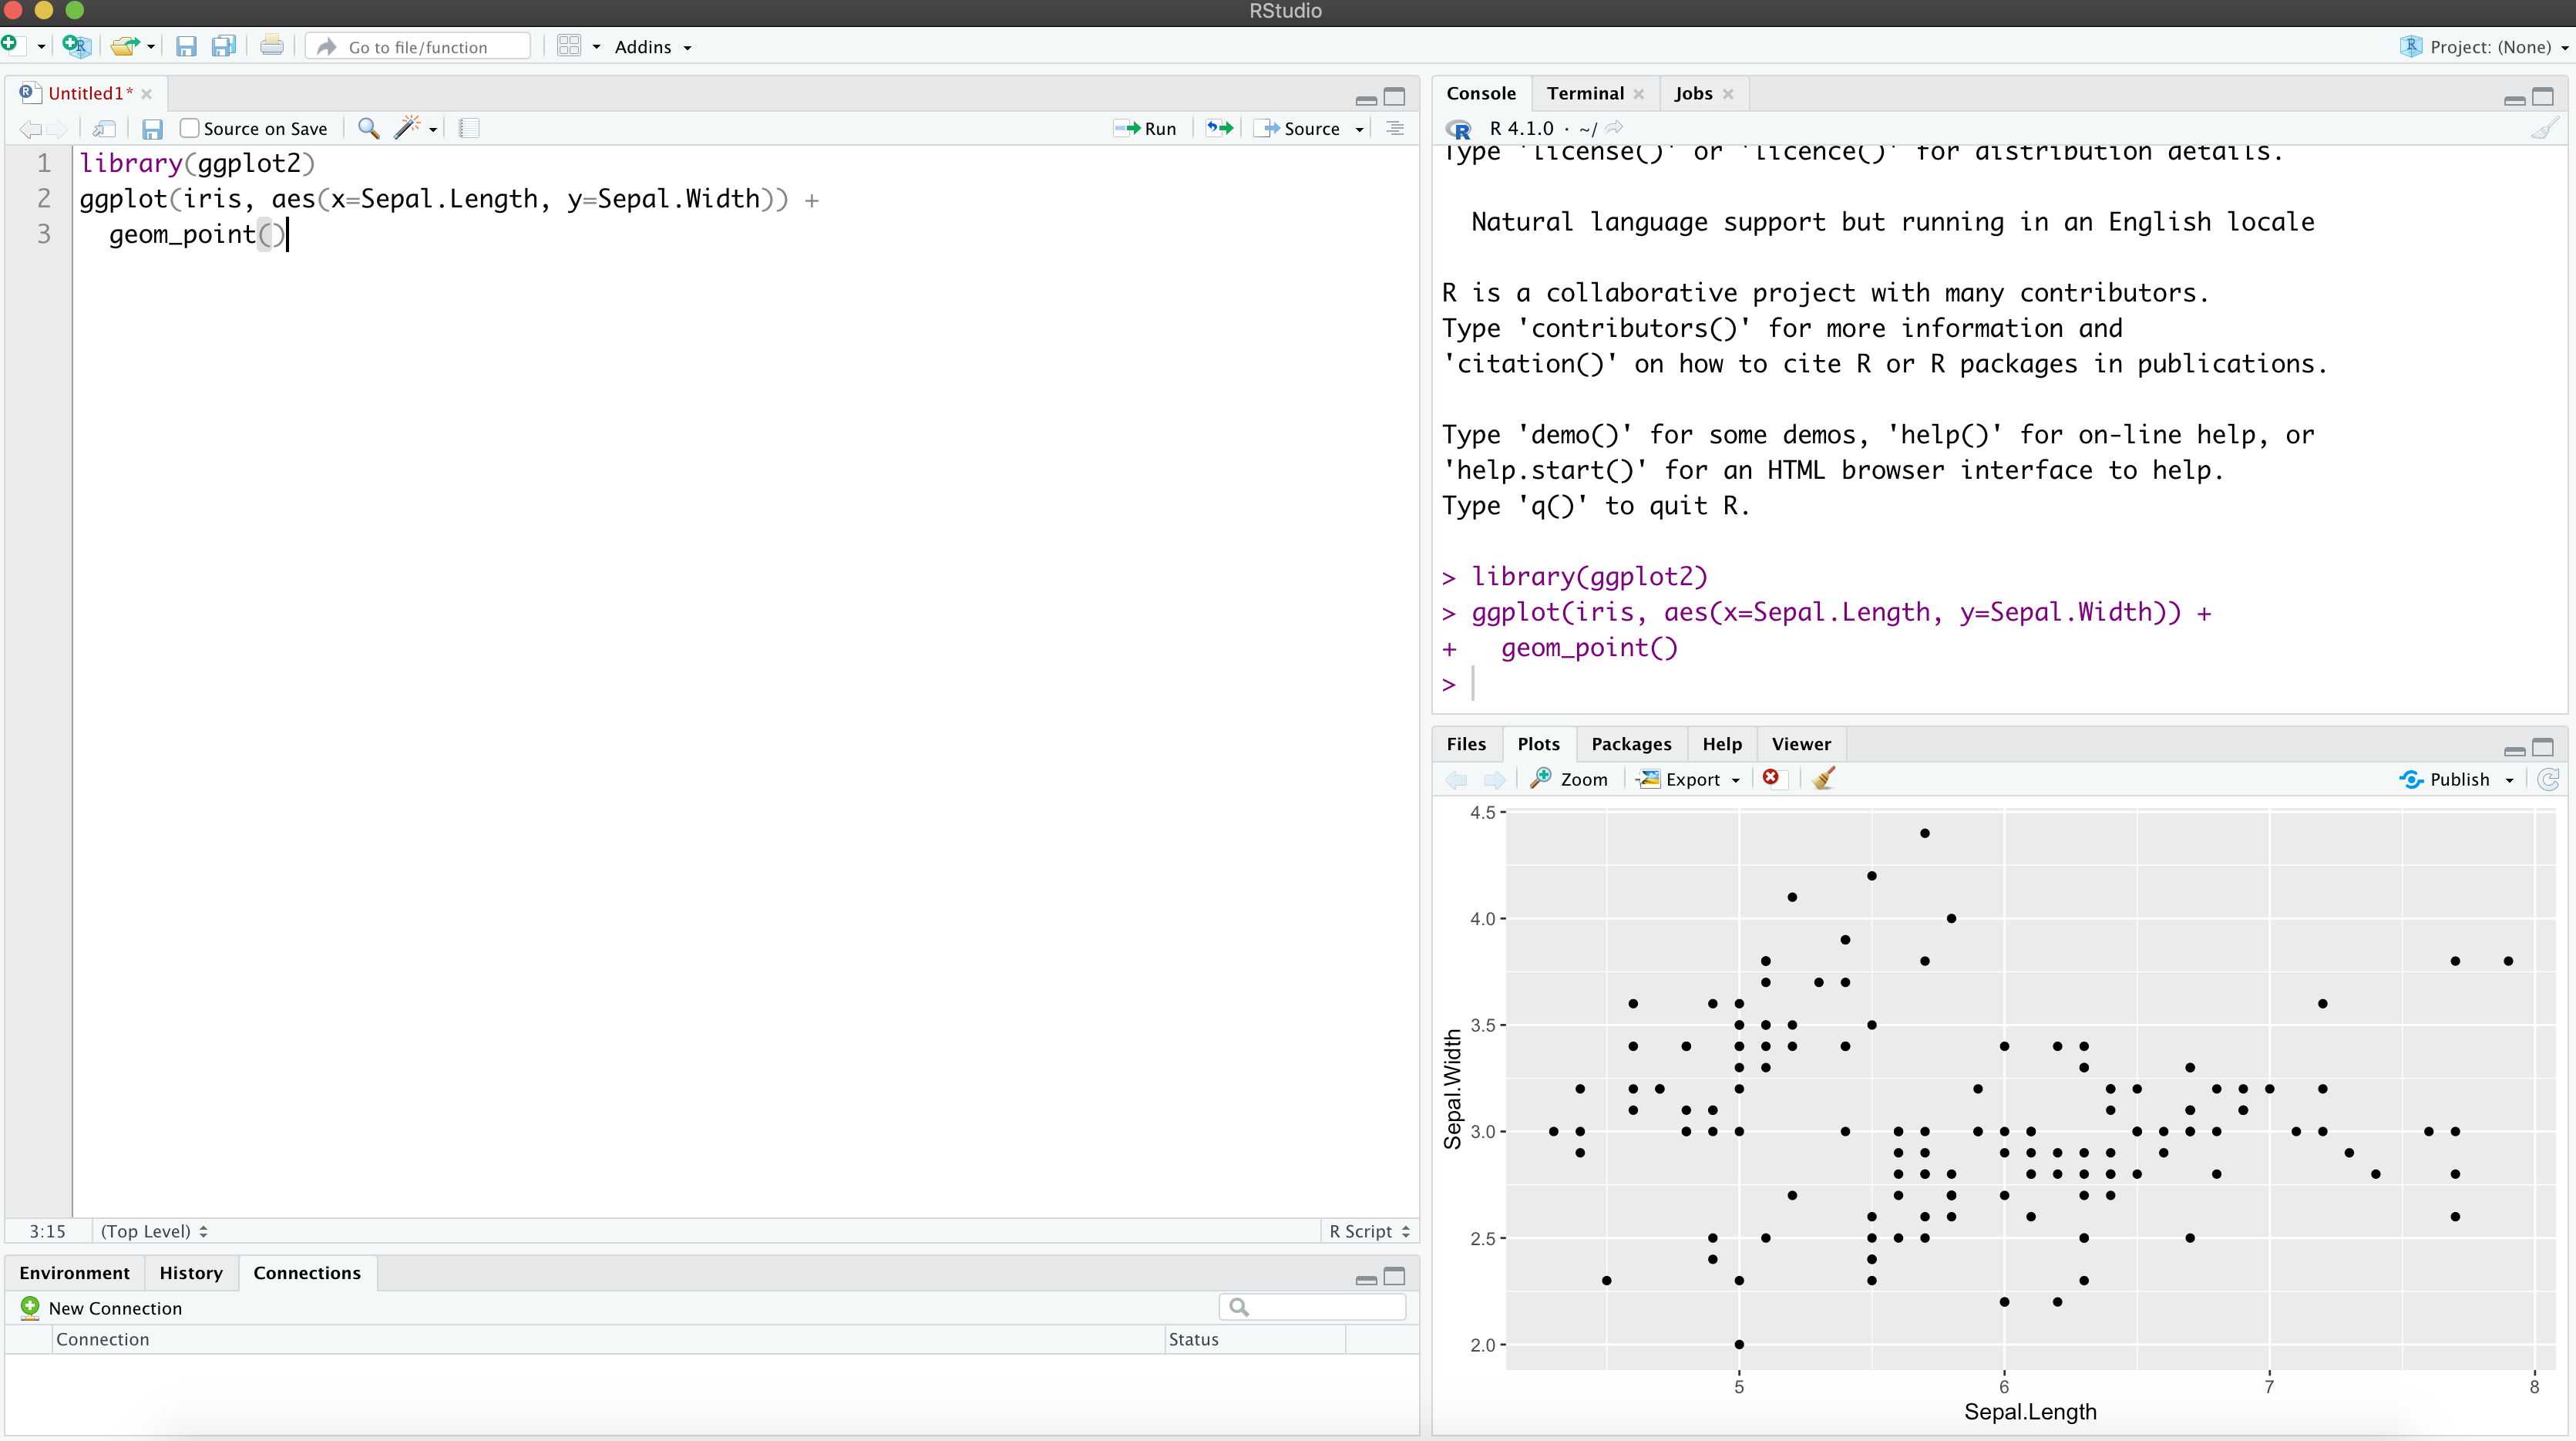 RStudio
Go to file/function
Addins
Project: (None)
Untitled1*
Source on Save
Run
Source
1 library(ggplot2)
2 ggplot(iris, aes(x=Sepal.Length, y=Sepal.Width)) +
3   geom_point()
3:15
(Top Level)
R Script
Environment
History
Connections
New Connection
Connection
Status
Console
Terminal
Jobs
R 4.1.0 · ~/
Type 'license()' or 'licence()' for distribution details.
Natural language support but running in an English locale
R is a collaborative project with many contributors.
Type 'contributors()' for more information and
'citation()' on how to cite R or R packages in publications.
Type 'demo()' for some demos, 'help()' for on-line help, or
'help.start()' for an HTML browser interface to help.
Type 'q()' to quit R.
> library(ggplot2)
> ggplot(iris, aes(x=Sepal.Length, y=Sepal.Width)) +
+   geom_point()
>
Files
Plots
Packages
Help
Viewer
Zoom
Export
Publish
4.5
4.0
3.5
3.0
2.5
2.0
Sepal.Width
5
6
7
8
Sepal.Length